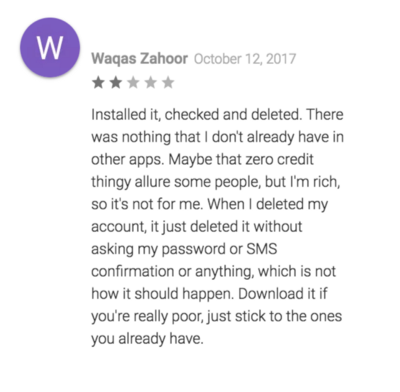 W
Waqas Zahoor October 12, 2017
Installed it, checked and deleted. There
was nothing that I don't already have in
other apps. Maybe that zero credit
thingy allure some people, but I'm rich,
so it's not for me. When I deleted my
account, it just deleted it without
asking my password or SMS
confirmation or anything, which is not
how it should happen. Download it if
you're really poor, just stick to the ones
you already have.